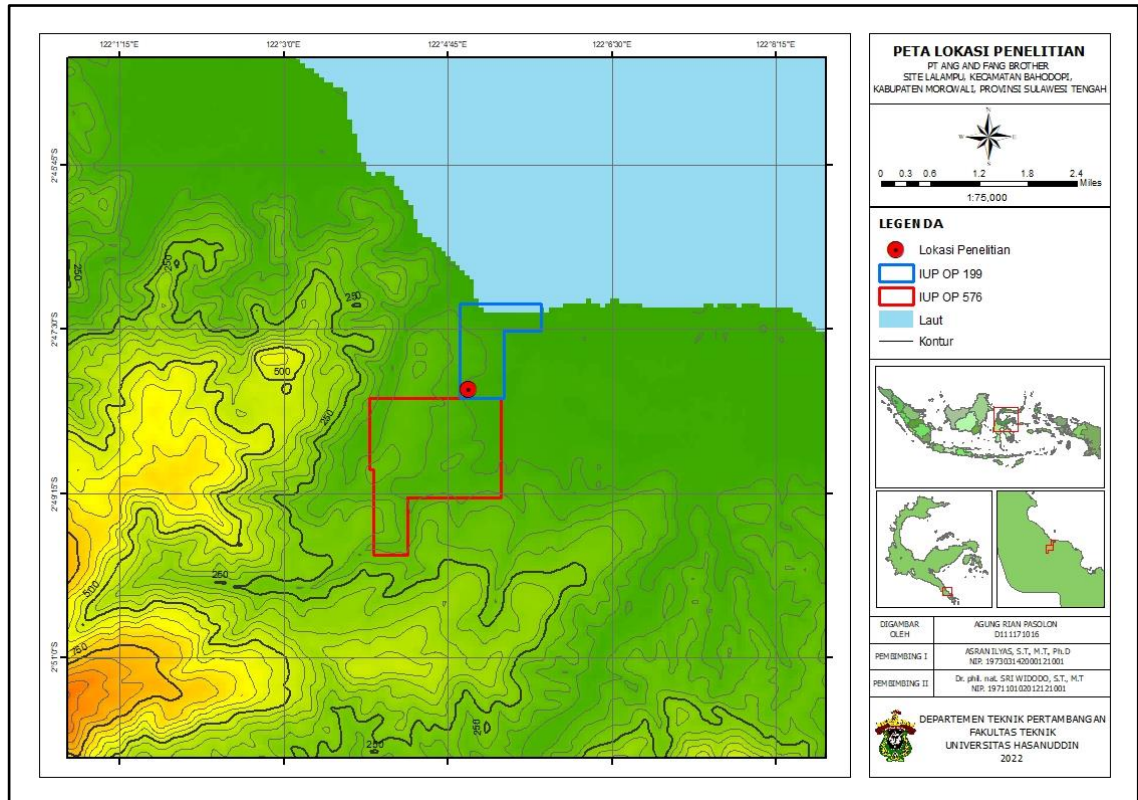 122°1'15"E
122°3'0"E
122°4'45"E
122°6'30"E
122°8'15"E
2°45'45"S
2°47'30"S
2°49'15"S
2°51'0"S
250
250
250
500
250
500
250
750
250
250
PETA LOKASI PENELITIAN
PT ANG AND FANG BROTHER
SITE LALAMPU, KECAMATAN BAHODOPI,
KABUPATEN MOROWALI, PROVINSI SULAWESI TENGAH
N
W E
S
0 0.3 0.6 1.2 1.8 2.4
Miles
1:75,000
LEGENDA
Lokasi Penelitian
IUP OP 199
IUP OP 576
Laut
Kontur
DIGAMBAR OLEH
AGUNG RIAN PASOLON
D111171016
PEMBIMBING I
ASRAN ILYAS, S.T., M.T., Ph.D
NIP. 197303142000121001
PEMBIMBING II
Dr. phil. nat. SRI WIDODO, S.T., M.T
NIP. 197110102012121001
DEPARTEMEN TEKNIK PERTAMBANGAN
FAKULTAS TEKNIK
UNIVERSITAS HASANUDDIN
2022